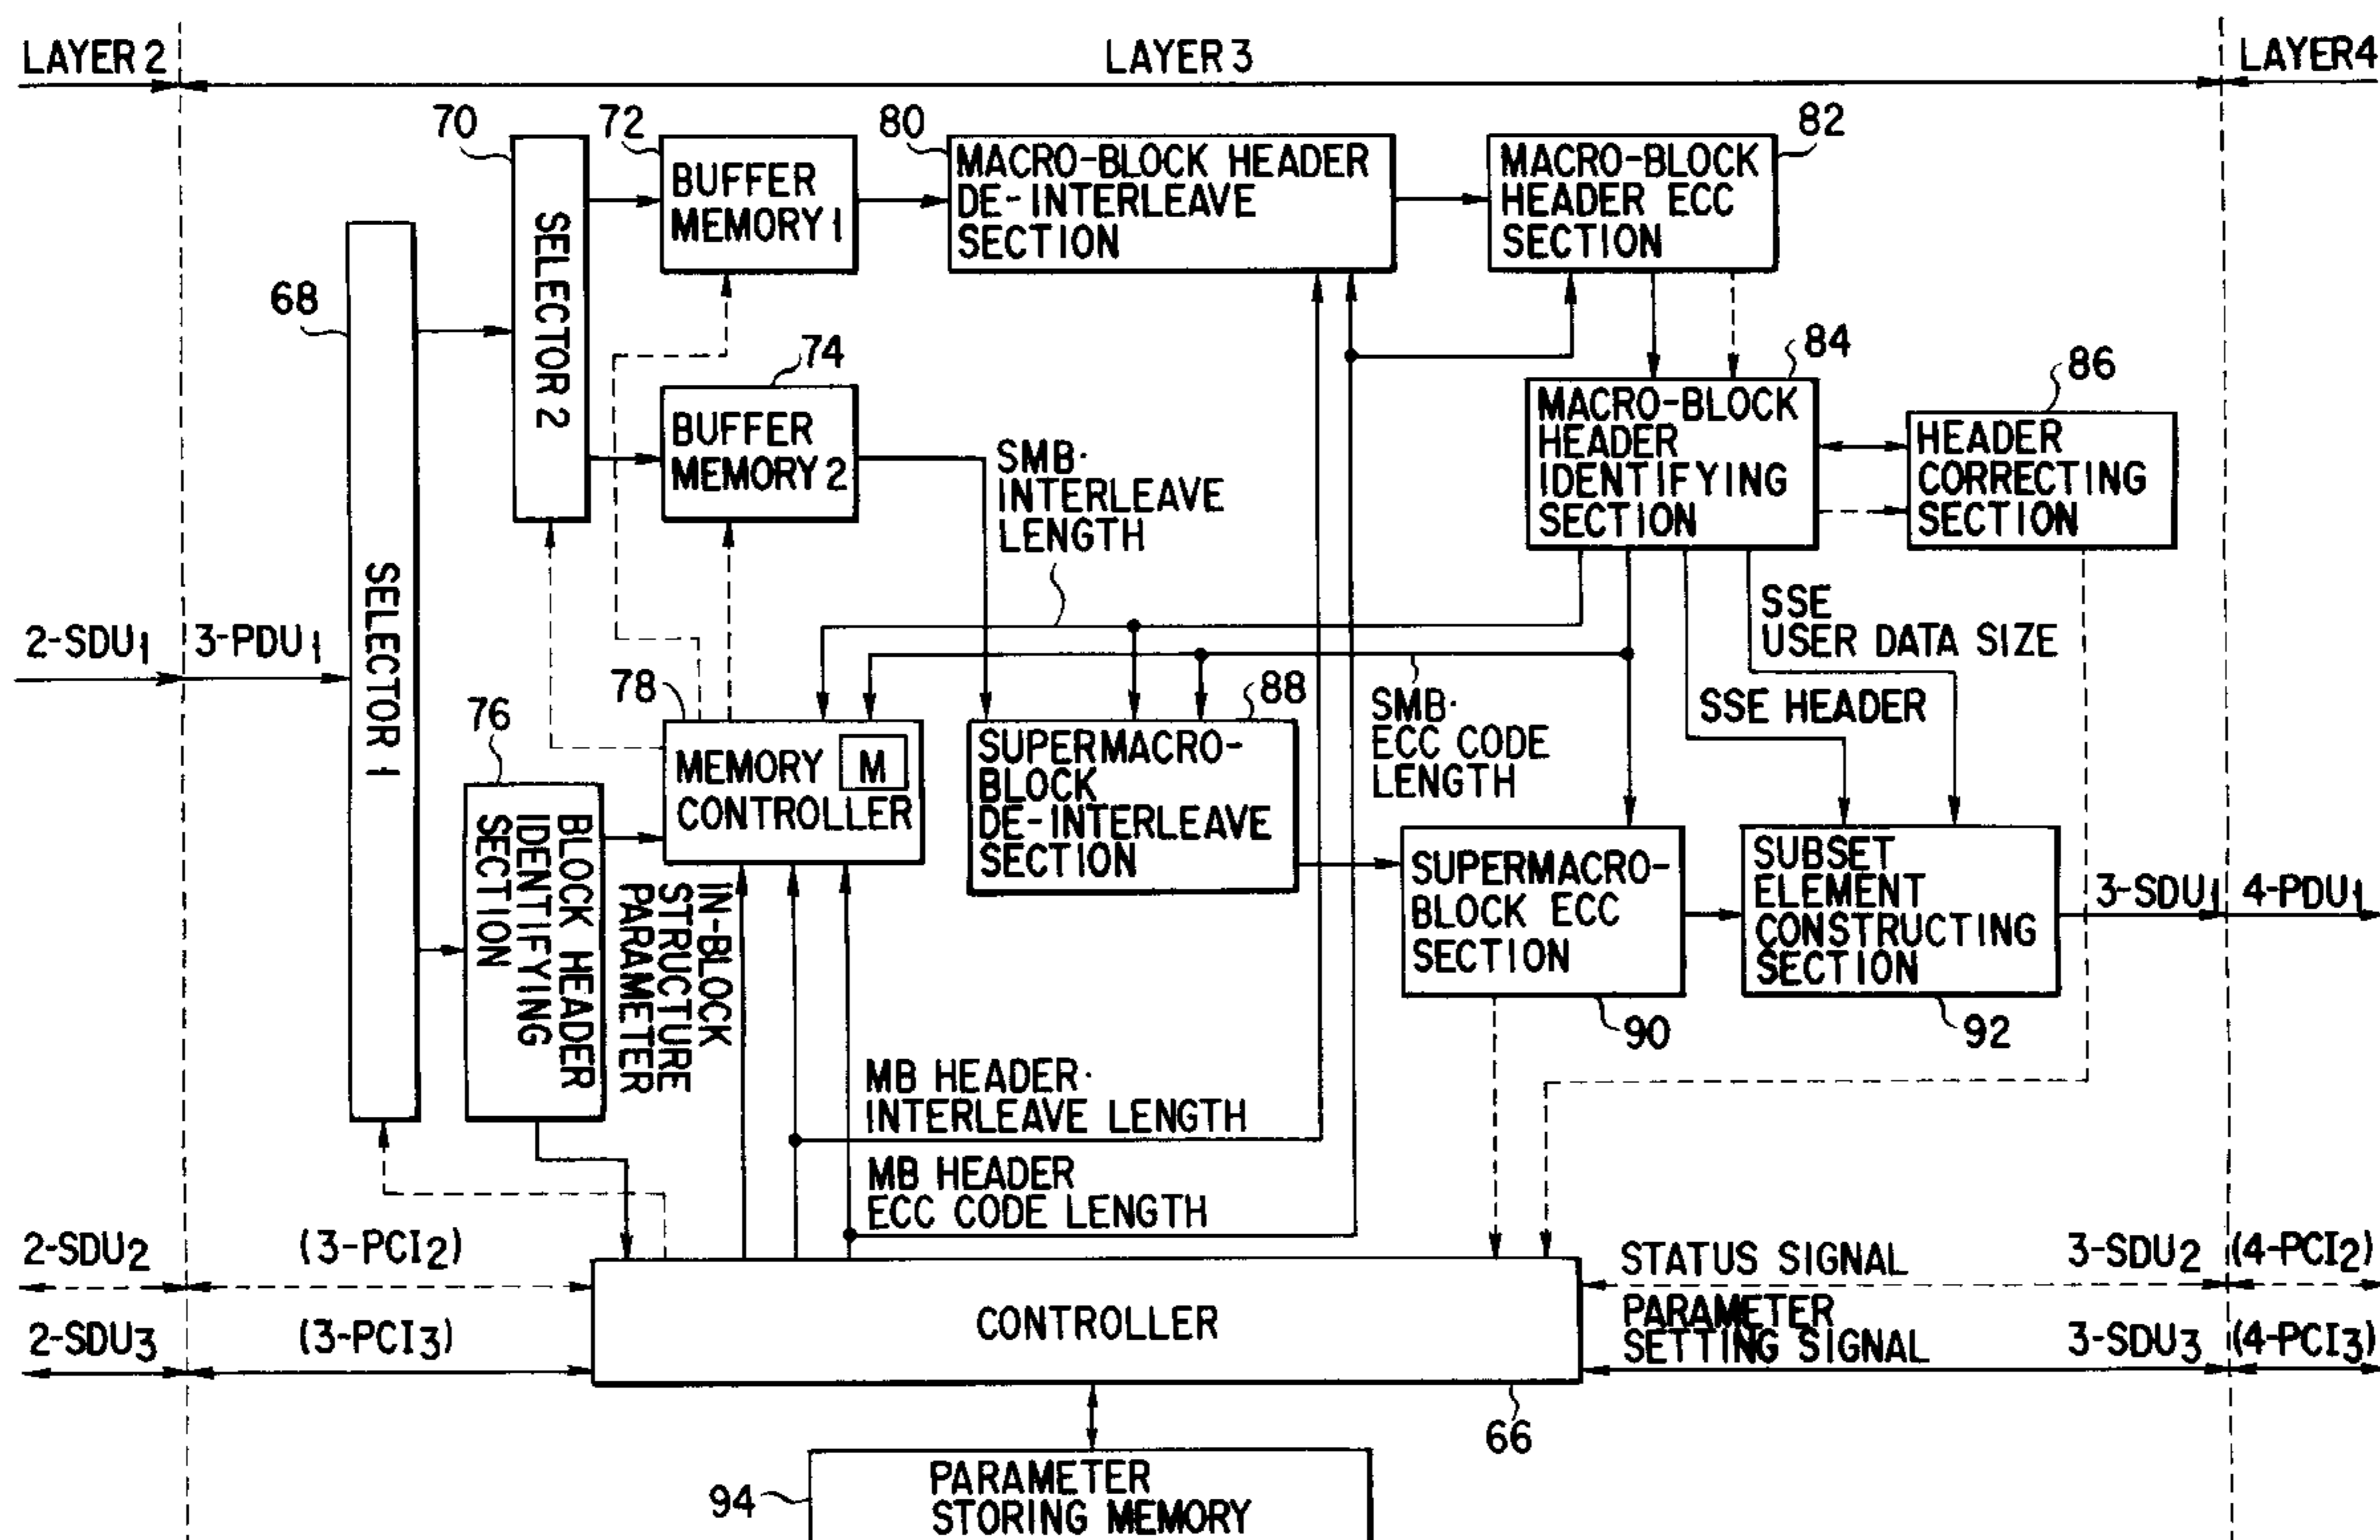 LAYER 2
LAYER 3
LAYER4
70
72
80
82
BUFFER
MEMORY 1
MACRO-BLOCK HEADER
DE-INTERLEAVE
SECTION
MACRO-BLOCK
HEADER ECC
SECTION
SELECTOR 2
68
74
84
86
BUFFER
MEMORY 2
SMB·
INTERLEAVE
LENGTH
MACRO-BLOCK
HEADER
IDENTIFYING
SECTION
HEADER
CORRECTING
SECTION
SELECTOR 1
2-SDU1
3-PDU1
SSE
USER DATA SIZE
SSE HEADER
SMB·
ECC CODE
LENGTH
76
78
88
MEMORY
M
CONTROLLER
SUPERMACRO-
BLOCK
DE-INTERLEAVE
SECTION
BLOCK HEADER
IDENTIFYING
SECTION
IN-BLOCK
STRUCTURE
PARAMETER
SUPERMACRO-
BLOCK ECC
SECTION
SUBSET
ELEMENT
CONSTRUCTING
SECTION
3-SDU1
4-PDU1
90
92
MB HEADER·
INTERLEAVE LENGTH
MB HEADER
ECC CODE LENGTH
2-SDU2
(3-PCI2)
STATUS SIGNAL
3-SDU2
(4-PCI2)
CONTROLLER
2-SDU3
(3-PCI3)
PARAMETER
SETTING SIGNAL
3-SDU3
(4-PCI3)
66
94
PARAMETER
STORING MEMORY